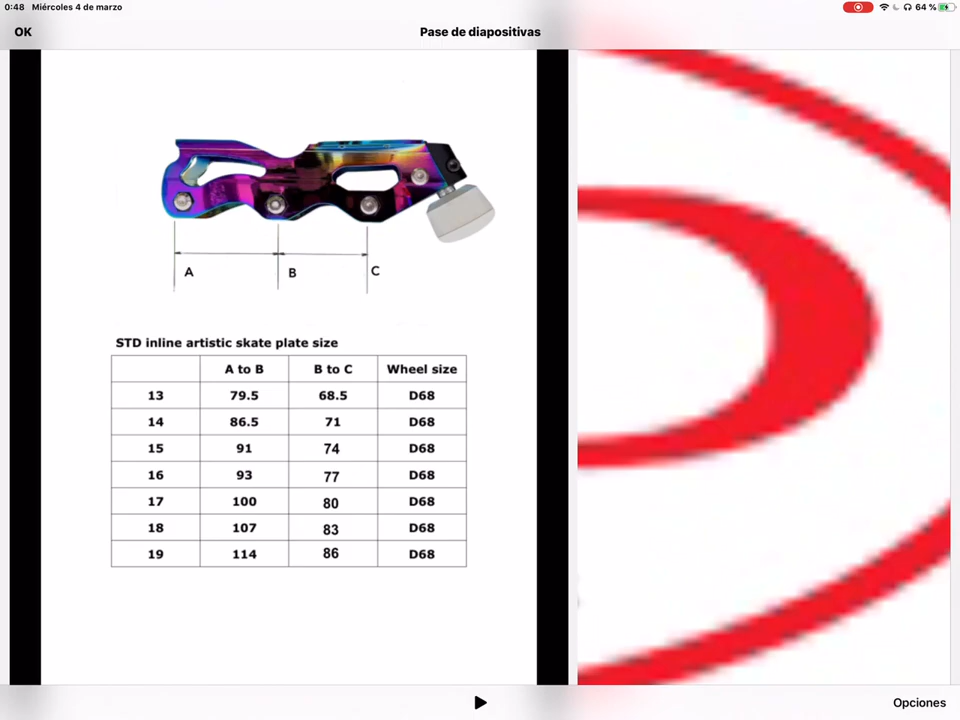 0:48 Miércoles 4 de marzo 64 %
OK Pase de diapositivas
A B C
STD inline artistic skate plate size
A to B B to C Wheel size
13 79.5 68.5 D68
14 86.5 71 D68
15 91 74 D68
16 93 77 D68
17 100 80 D68
18 107 83 D68
19 114 86 D68
Opciones